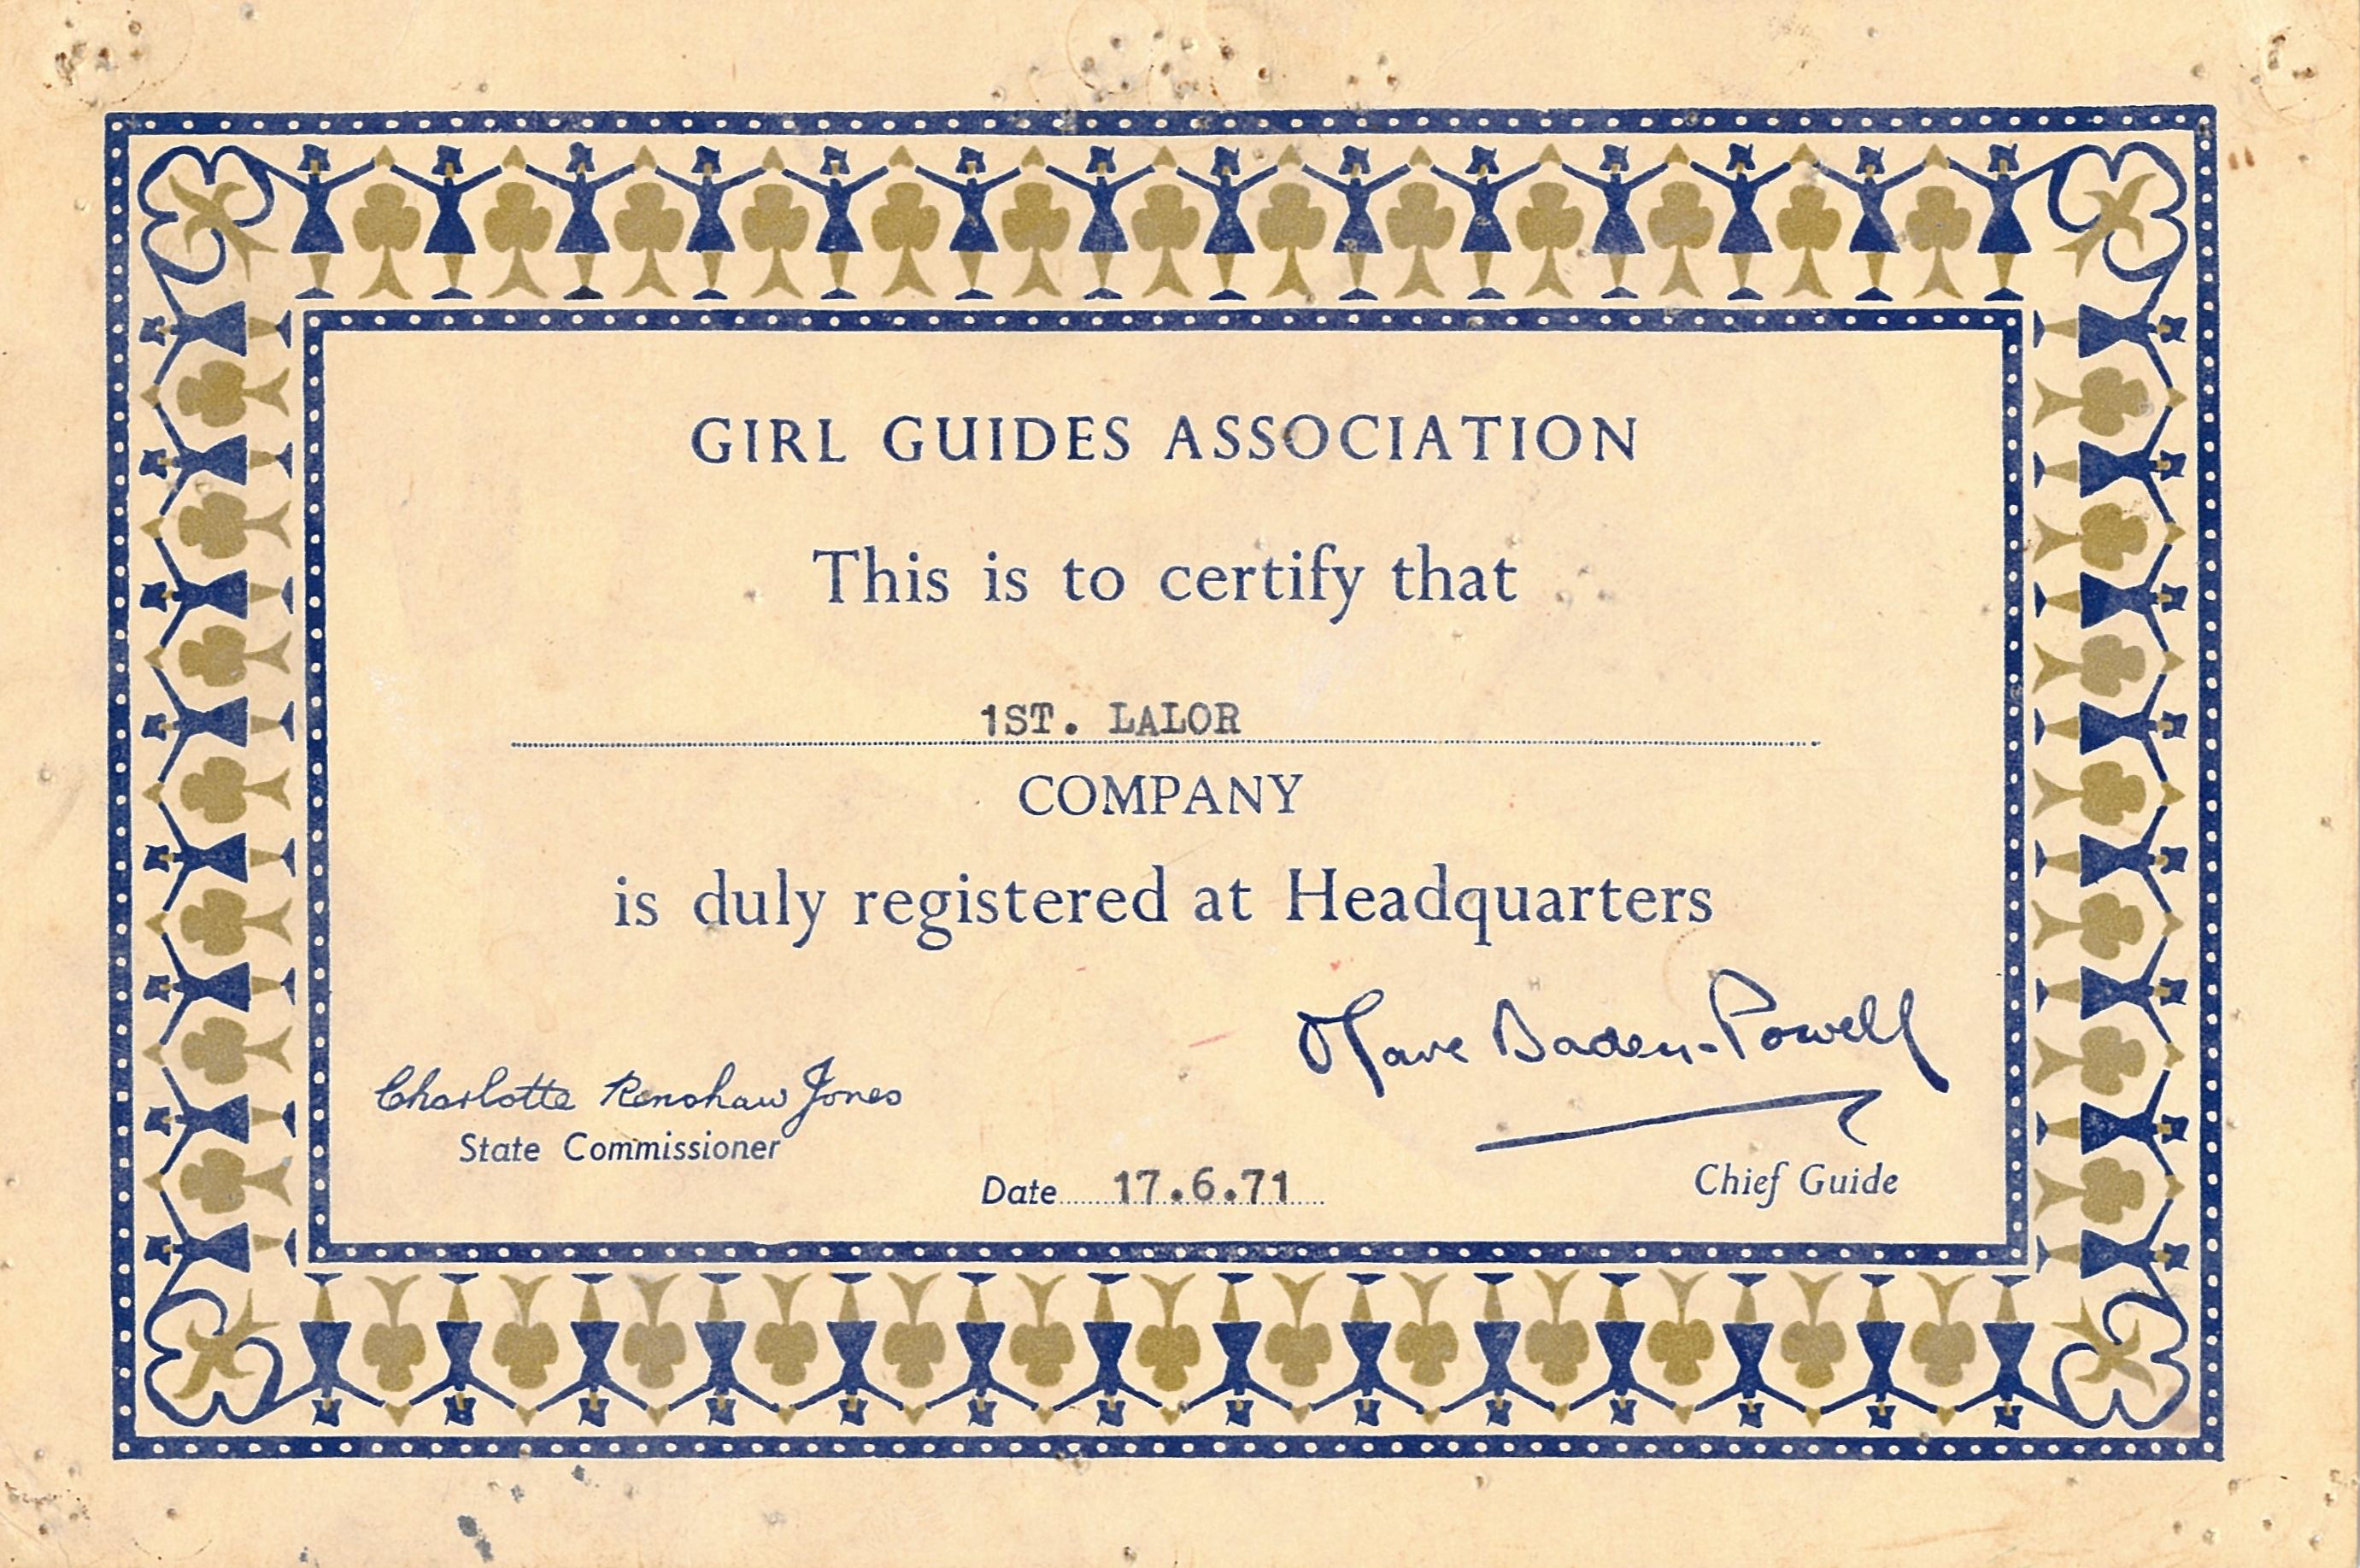 GIRL GUIDES ASSOCIATION
This is to certify that
1ST. LALOR
COMPANY
is duly registered at Headquarters
Olave Baden-Powell
Charlotte Renshaw Jones
State Commissioner
Chief Guide
Date 17.6.71